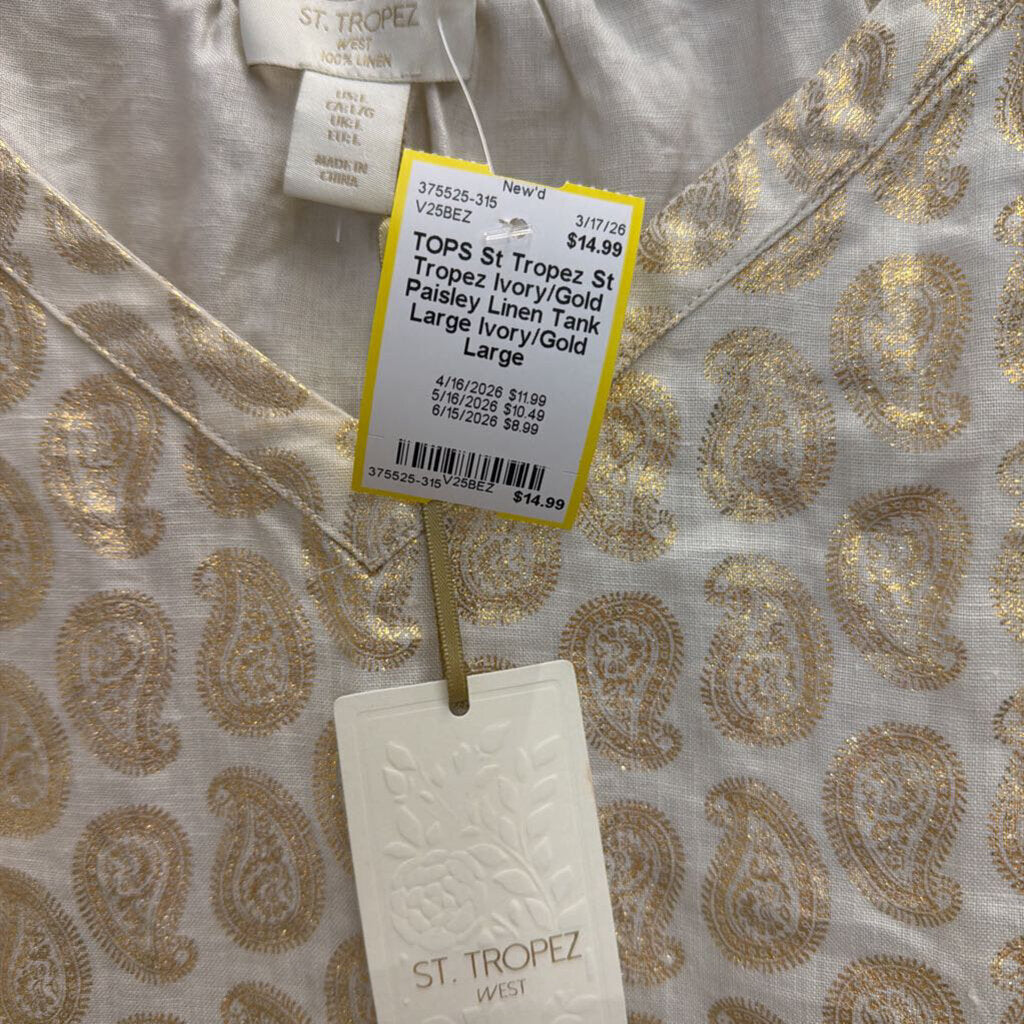 ST. TROPEZ
WEST
100% LINEN
US: L
CA: L/G
UK: L
EUR: L
MADE IN
CHINA
New'd
375525-315
3/17/26
V25BEZ
$14.99
TOPS St Tropez St
Tropez Ivory/Gold
Paisley Linen Tank
Large Ivory/Gold
Large
4/16/2026 $11.99
5/16/2026 $10.49
6/15/2026 $8.99
375525-315 V25BEZ $14.99
ST. TROPEZ
WEST